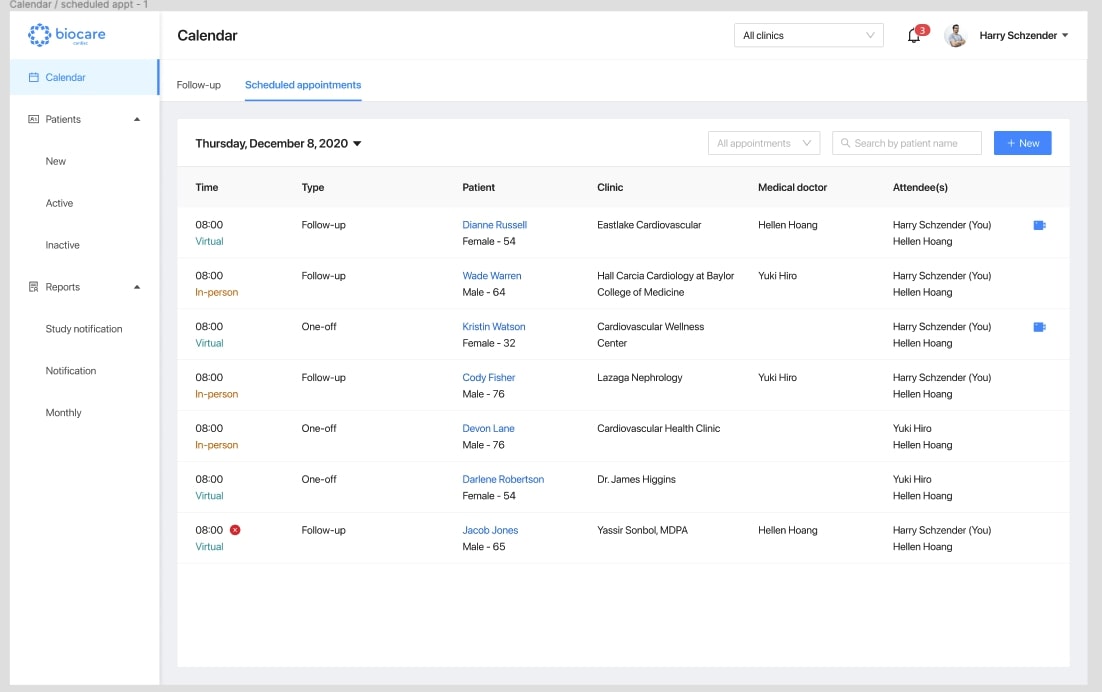 Calendar / scheduled appt - 1
biocare
cardiac
Calendar
All clinics
3
Harry Schzender
Calendar
Patients
New
Active
Inactive
Reports
Study notification
Notification
Monthly
Follow-up
Scheduled appointments
Thursday, December 8, 2020
All appointments
Search by patient name
+ New
Time Type Patient Clinic Medical doctor Attendee(s)
08:00 Follow-up Dianne Russell Eastlake Cardiovascular Hellen Hoang Harry Schzender (You)
Virtual Female - 54 Hellen Hoang
08:00 Follow-up Wade Warren Hall Carcia Cardiology at Baylor Yuki Hiro Harry Schzender (You)
In-person Male - 64 College of Medicine Hellen Hoang
08:00 One-off Kristin Watson Cardiovascular Wellness Harry Schzender (You)
Virtual Female - 32 Center Hellen Hoang
08:00 Follow-up Cody Fisher Lazaga Nephrology Yuki Hiro Harry Schzender (You)
In-person Male - 76 Hellen Hoang
08:00 One-off Devon Lane Cardiovascular Health Clinic Yuki Hiro
In-person Male - 76 Hellen Hoang
08:00 One-off Darlene Robertson Dr. James Higgins Yuki Hiro
Virtual Female - 54 Hellen Hoang
08:00 Follow-up Jacob Jones Yassir Sonbol, MDPA Hellen Hoang Harry Schzender (You)
Virtual Male - 65 Hellen Hoang